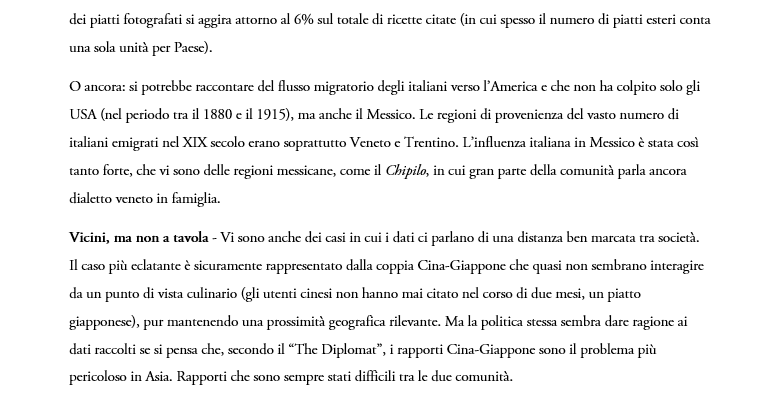 dei piatti fotografati si aggira attorno al 6% sul totale di ricette citate (in cui spesso il numero di piatti esteri conta
una sola unità per Paese).
O ancora: si potrebbe raccontare del flusso migratorio degli italiani verso l'America e che non ha colpito solo gli
USA (nel periodo tra il 1880 e il 1915), ma anche il Messico. Le regioni di provenienza del vasto numero di
italiani emigrati nel XIX secolo erano soprattutto Veneto e Trentino. L'influenza italiana in Messico è stata così
tanto forte, che vi sono delle regioni messicane, come il Chipilo, in cui gran parte della comunità parla ancora
dialetto veneto in famiglia.
Vicini, ma non a tavola - Vi sono anche dei casi in cui i dati ci parlano di una distanza ben marcata tra società.
Il caso più eclatante è sicuramente rappresentato dalla coppia Cina-Giappone che quasi non sembrano interagire
da un punto di vista culinario (gli utenti cinesi non hanno mai citato nel corso di due mesi, un piatto
giapponese), pur mantenendo una prossimità geografica rilevante. Ma la politica stessa sembra dare ragione ai
dati raccolti se si pensa che, secondo il “The Diplomat”, i rapporti Cina-Giappone sono il problema più
pericoloso in Asia. Rapporti che sono sempre stati difficili tra le due comunità.